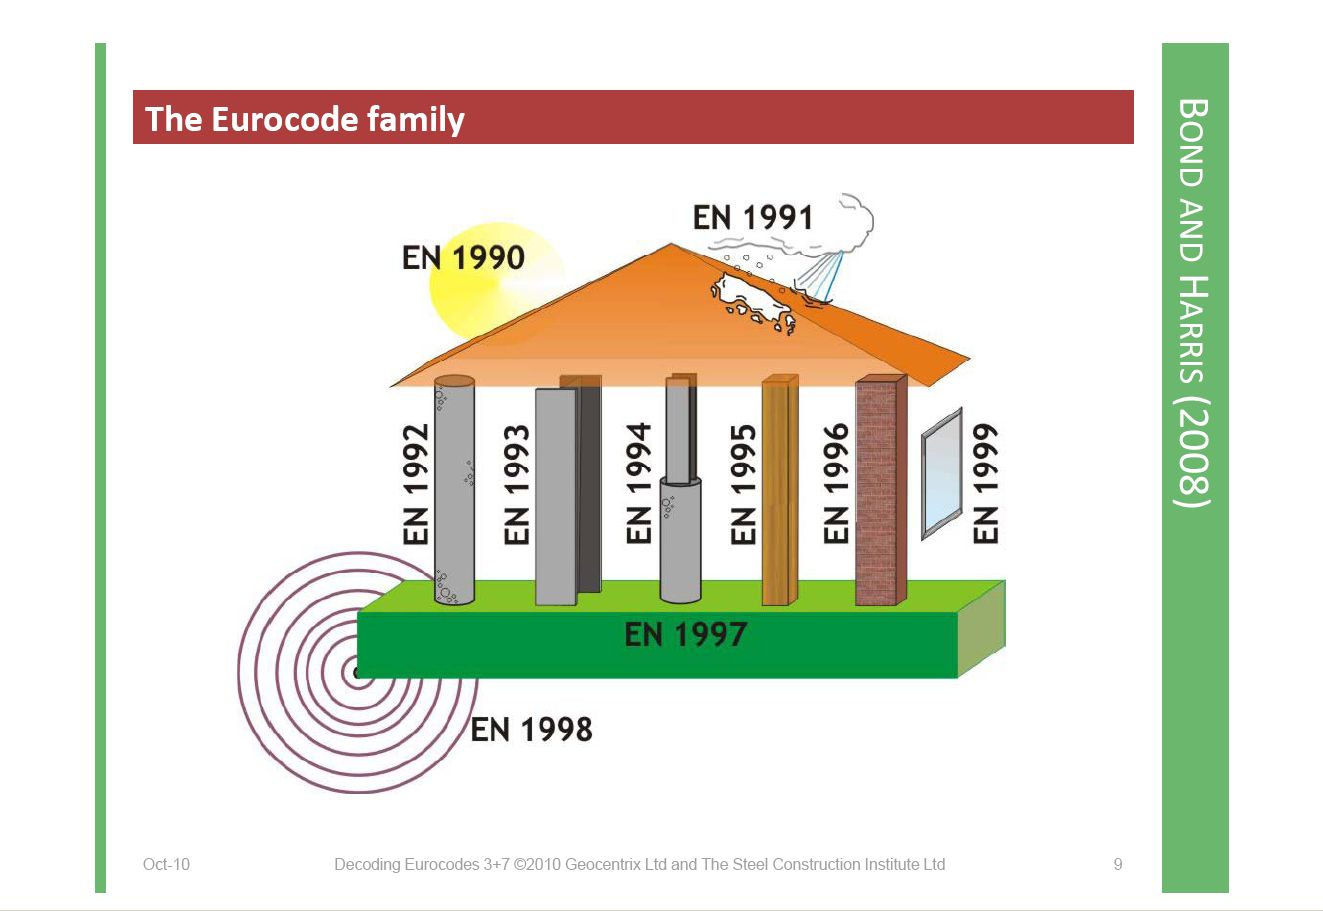 The Eurocode family
BOND AND HARRIS (2008)
EN 1991
EN 1990
EN 1992
EN 1993
EN 1994
EN 1995
EN 1996
EN 1999
EN 1997
EN 1998
Oct-10
Decoding Eurocodes 3+7 ©2010 Geocentrix Ltd and The Steel Construction Institute Ltd
9